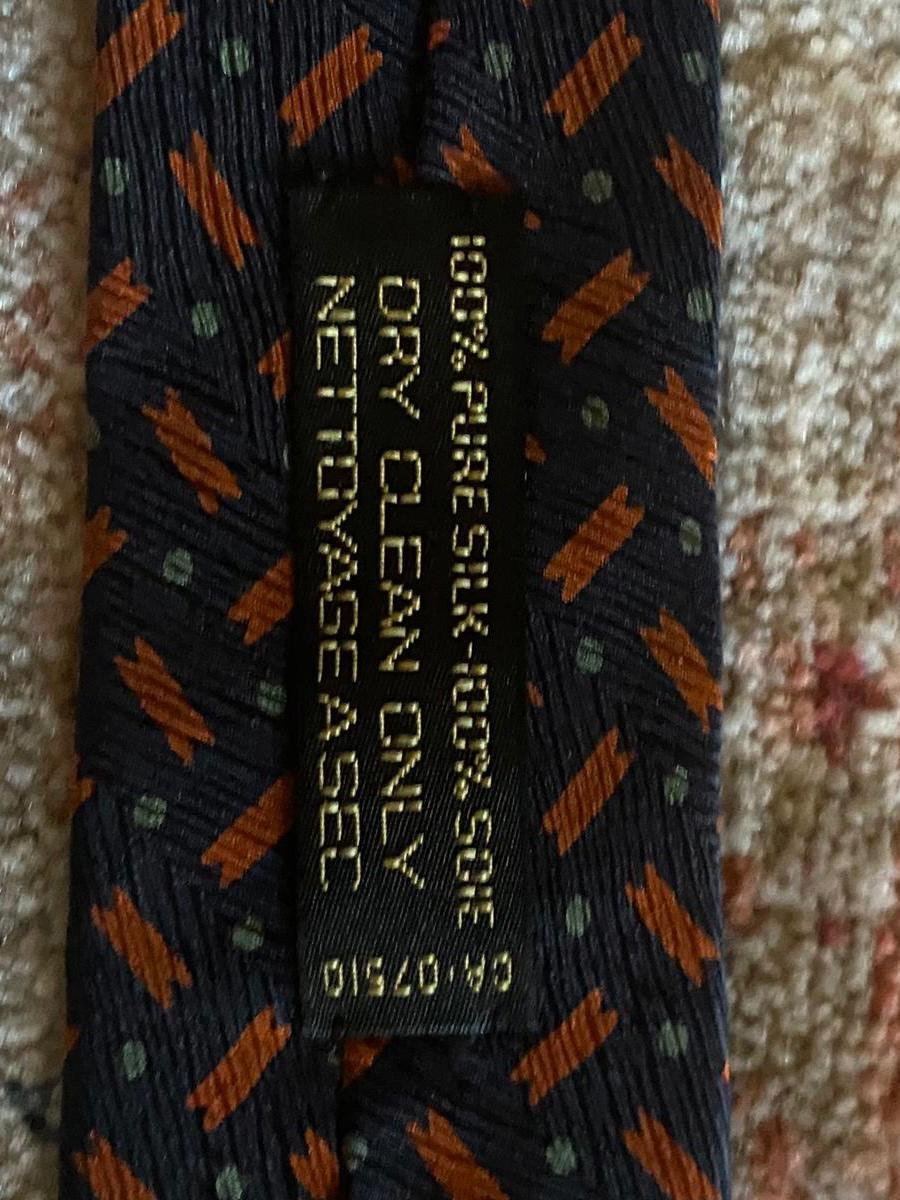 100% PURE SILK-100% SOIE
DRY CLEAN ONLY
NETTOYAGE A SEC
CA·07510